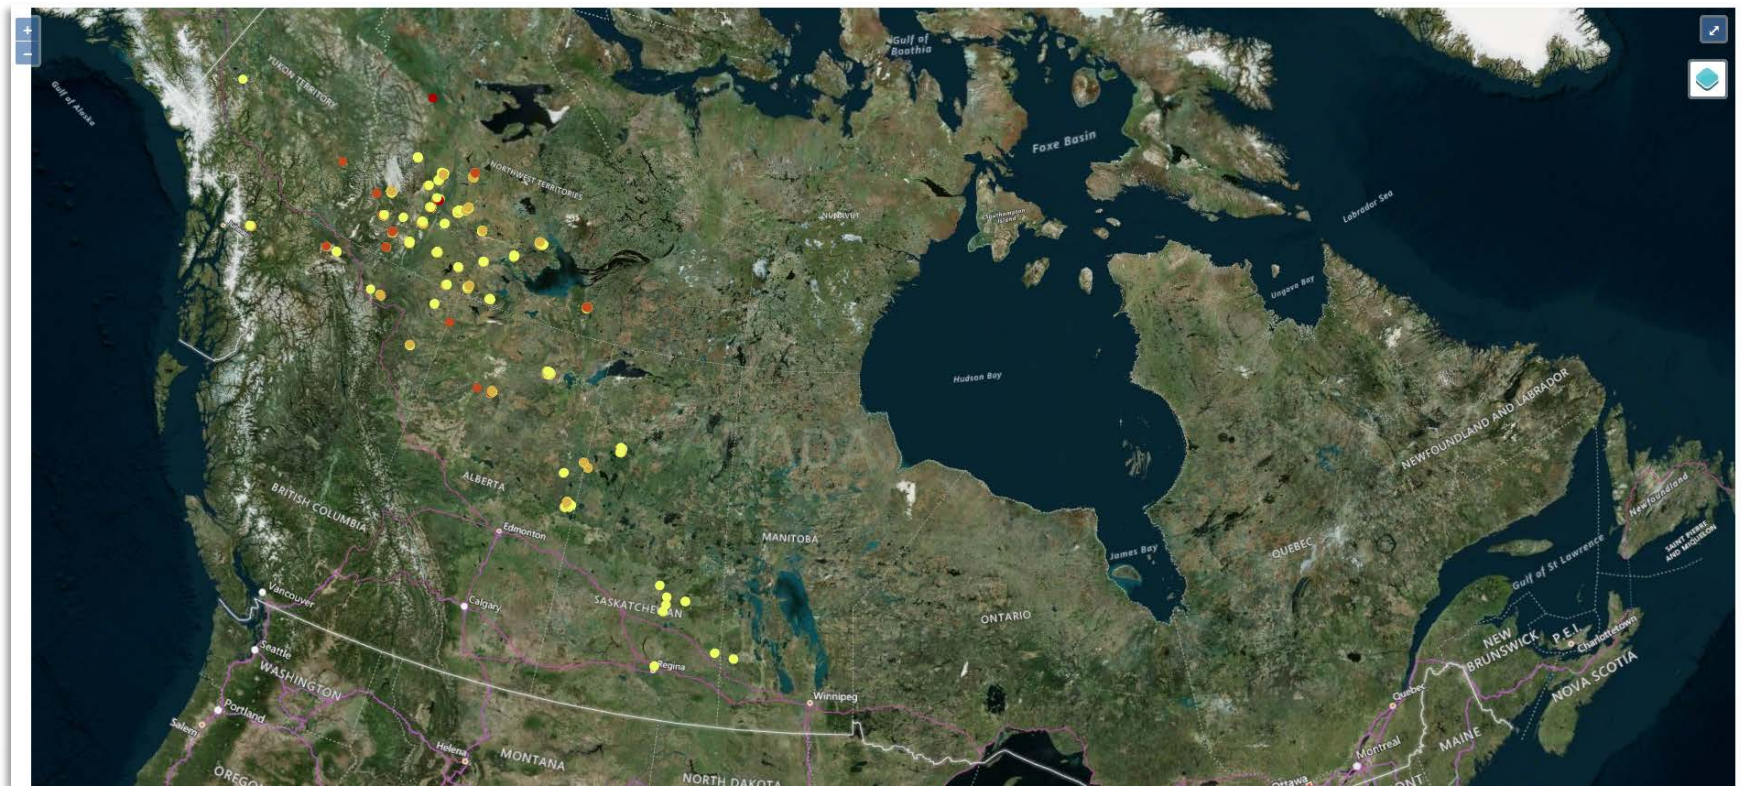 +
−
Gulf of
Boothia
Gulf of Alaska
YUKON TERRITORY
Foxe Basin
NORTHWEST TERRITORIES
Labrador Sea
NUNAVUT
Southampton
Island
Ungava Bay
Hudson Bay
NEWFOUNDLAND AND LABRADOR
CANADA
ALBERTA
BRITISH COLUMBIA
Newfoundland
Edmonton
MANITOBA
SAINT PIERRE
AND MIQUELON
QUEBEC
James Bay
Gulf of St Lawrence
Vancouver
Calgary
SASKATCHEWAN
ONTARIO
NEW
BRUNSWICK
P.E.I.
Charlottetown
Seattle
Regina
NOVA SCOTIA
WASHINGTON
Winnipeg
Quebec
Portland
Salem
Helena
MONTANA
Montreal
MAINE
OREGO
NORTH DAKOTA
Ottawa
MONT